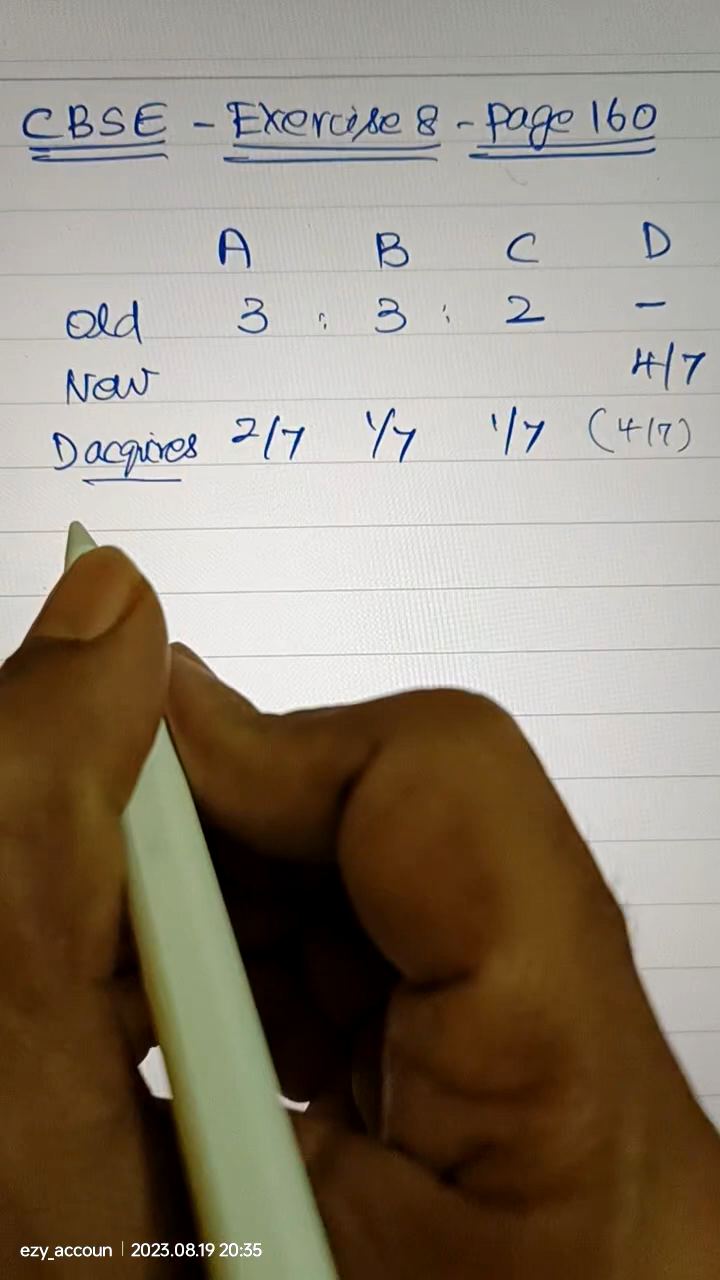 CBSE - Exercise 8 - page 160
A B C D
Old 3 : 3 : 2 -
New 4/7
D acquires 2/7 1/7 1/7 (4/7)
ezy_accoun | 2023.08.19 20:35